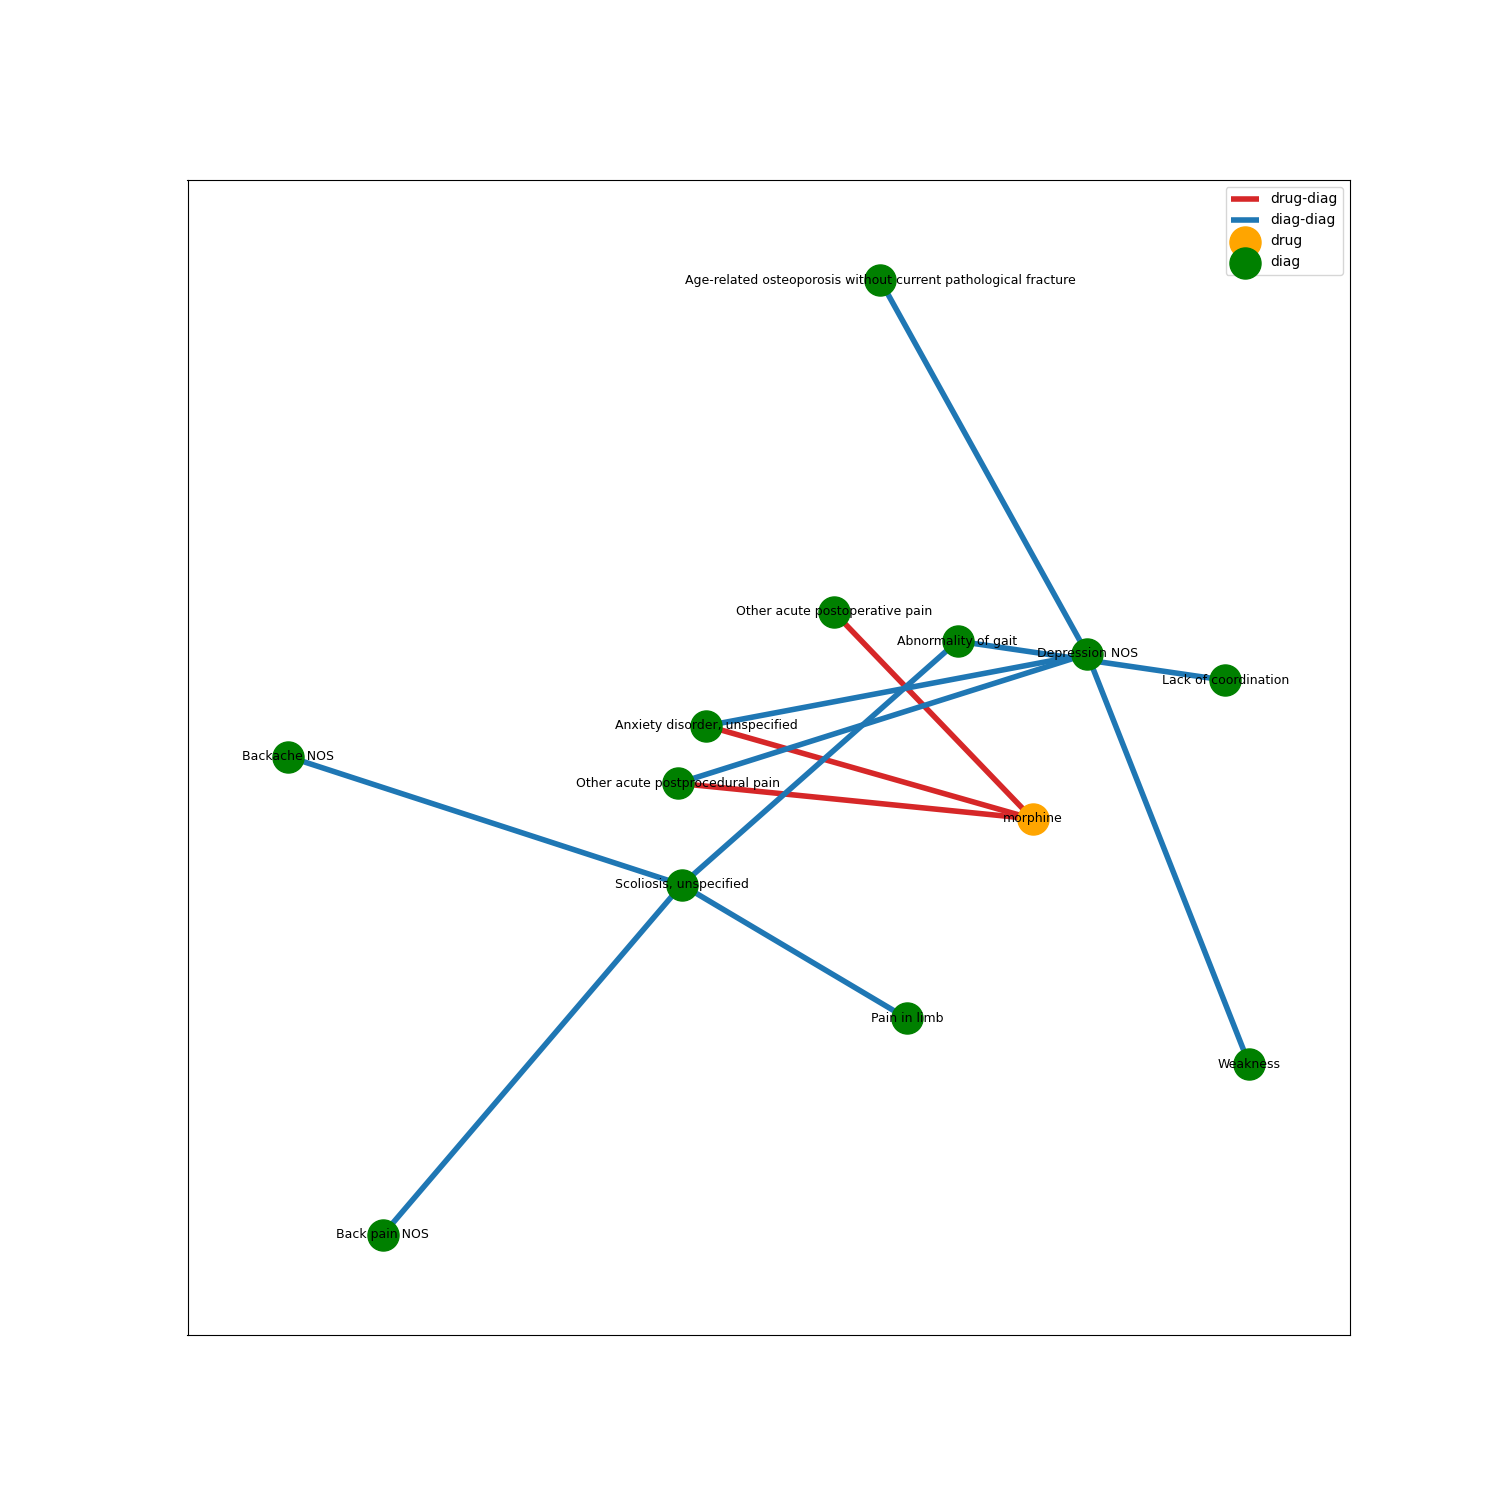 drug-diag
diag-diag
drug
diag
Age-related osteoporosis without current pathological fracture
Other acute postoperative pain
Abnormality of gait
Depression NOS
Lack of coordination
Anxiety disorder, unspecified
Backache NOS
Other acute postprocedural pain
morphine
Scoliosis, unspecified
Pain in limb
Weakness
Back pain NOS